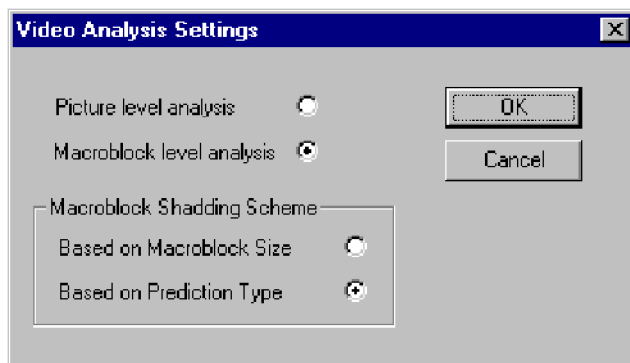 Video Analysis Settings
Picture level analysis
OK
Macroblock level analysis
Cancel
Macroblock Shadding Scheme
Based on Macroblock Size
Based on Prediction Type